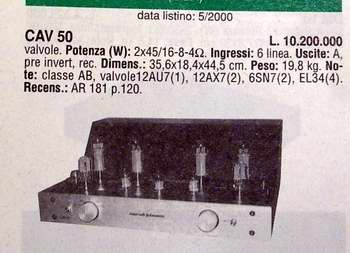 data listino: 5/2000
CAV 50 L. 10.200.000
valvole. Potenza (W): 2x45/16-8-4Ω. Ingressi: 6 linea. Uscite: A,
pre invert, rec. Dimens.: 35,6x18,4x44,5 cm. Peso: 19,8 kg. No-
te: classe AB, valvole12AU7(1), 12AX7(2), 6SN7(2), EL34(4).
Recens.: AR 181 p.120.